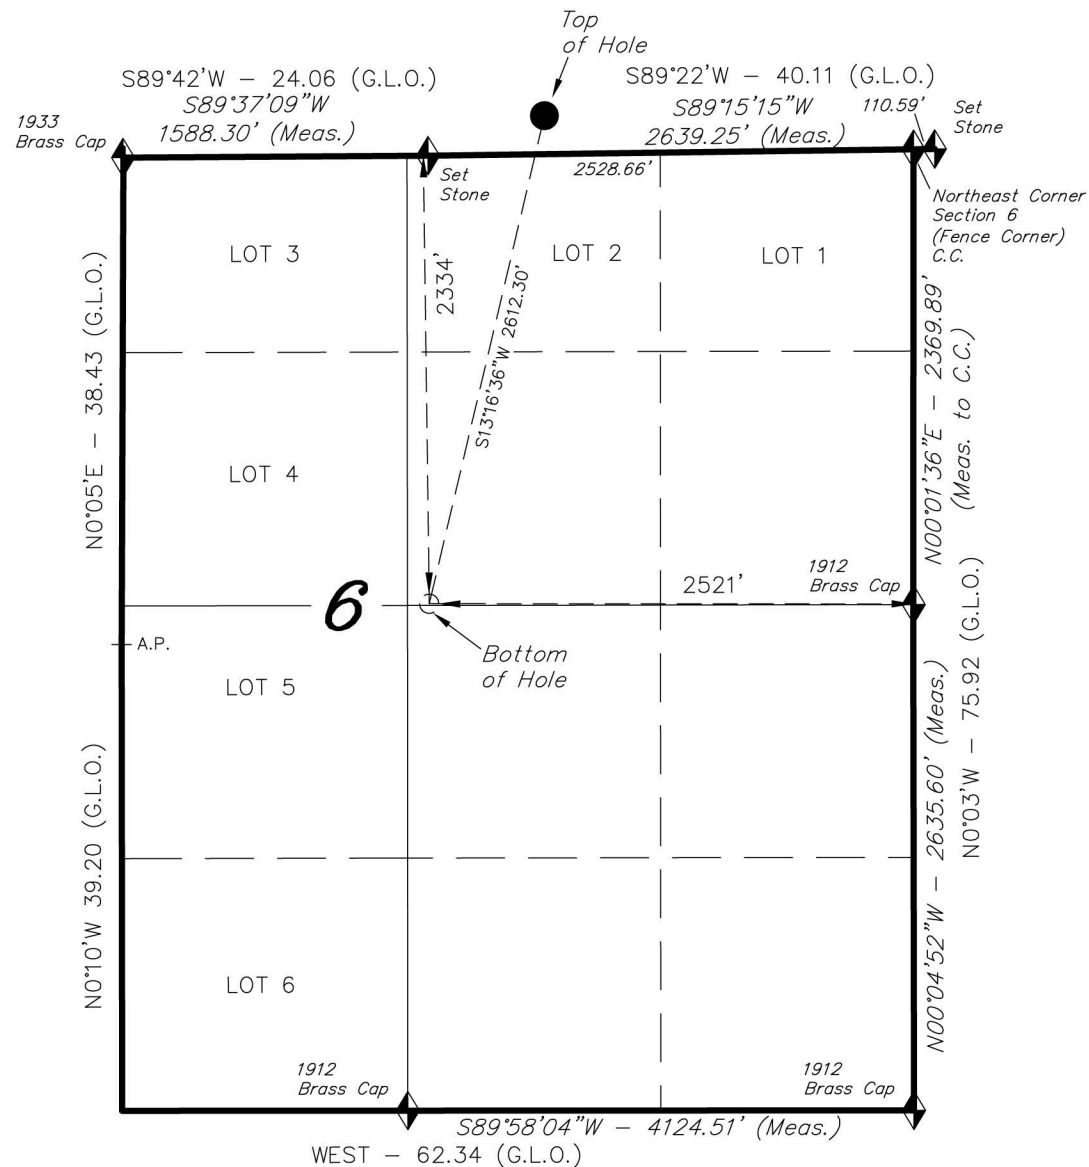 Top
of Hole
S89°42'W – 24.06 (G.L.O.)
S89°37'09"W
1588.30' (Meas.)
S89°22'W – 40.11 (G.L.O.)
S89°15'15"W
2639.25' (Meas.)
110.59'
Set
Stone
1933
Brass Cap
Set
Stone
2528.66'
Northeast Corner
Section 6
(Fence Corner)
C.C.
LOT 3
LOT 2
LOT 1
2334'
S13°16'36"W 2612.30'
N0°05'E – 38.43 (G.L.O.)
N00°01'36"E – 2369.89'
(Meas. to C.C.)
LOT 4
1912
Brass Cap
2521'
6
A.P.
Bottom
of Hole
LOT 5
N0°10'W 39.20 (G.L.O.)
N00°04'52"W – 2635.60' (Meas.)
N0°03'W – 75.92 (G.L.O.)
LOT 6
1912
Brass Cap
1912
Brass Cap
S89°58'04"W – 4124.51' (Meas.)
WEST – 62.34 (G.L.O.)